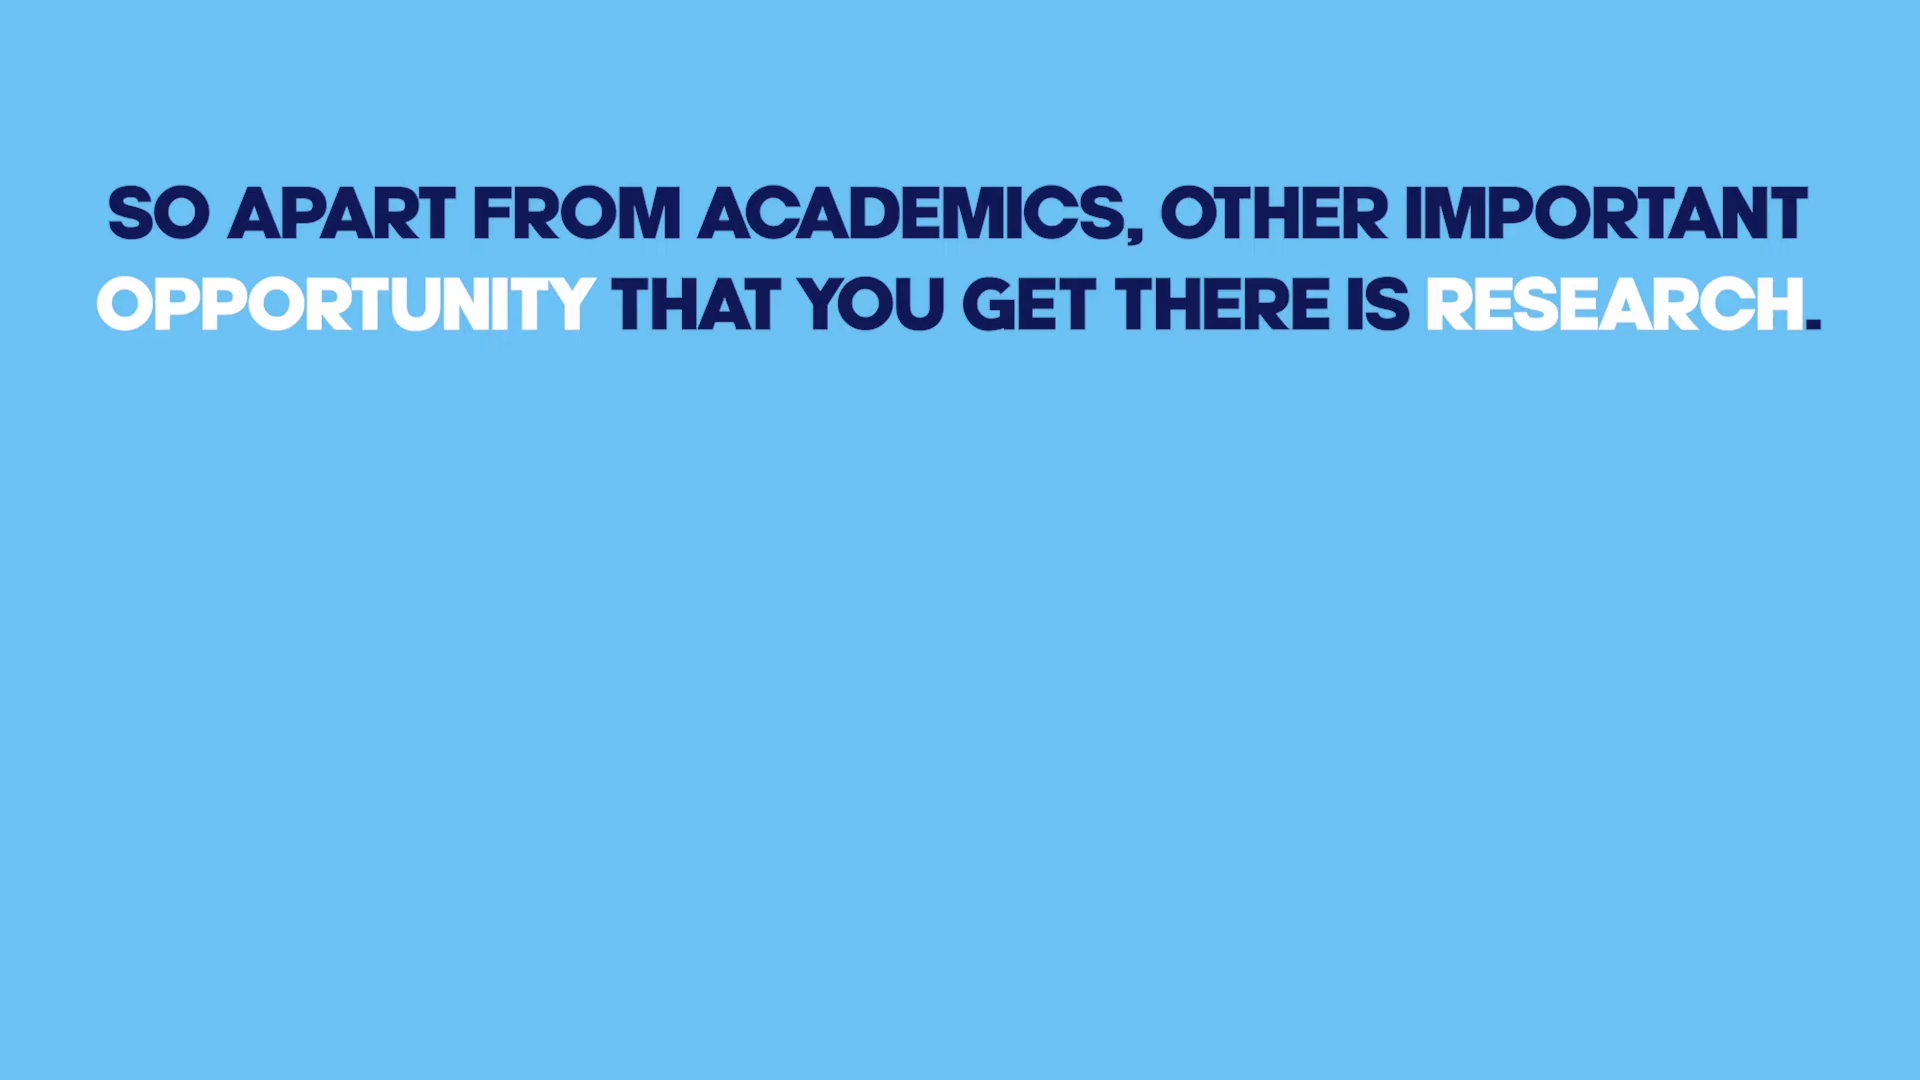 SO APART FROM ACADEMICS, OTHER IMPORTANT
OPPORTUNITY THAT YOU GET THERE IS RESEARCH.